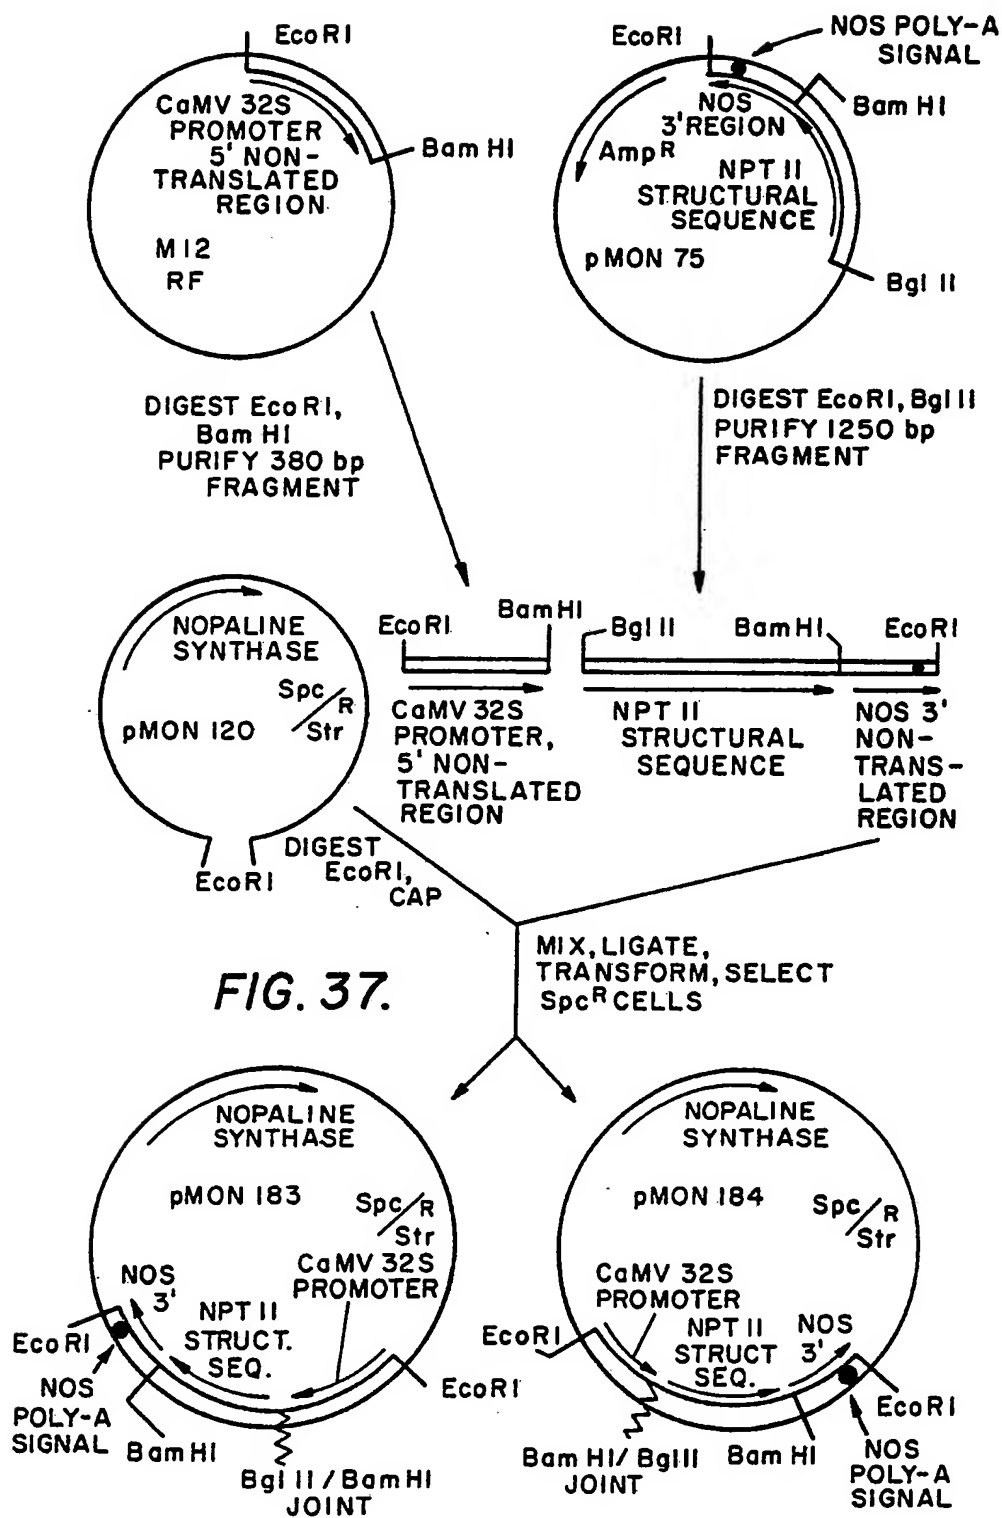 EcoRI
CaMV 32S
PROMOTER
5' NON-
TRANSLATED
REGION
Bam HI
M12
RF
EcoRI
NOS POLY-A
SIGNAL
Bam HI
NOS
3' REGION
Amp R
NPT II
STRUCTURAL
SEQUENCE
pMON 75
Bgl II
DIGEST EcoRI,
Bam HI
PURIFY 380 bp
FRAGMENT
DIGEST EcoRI, Bgl II
PURIFY 1250 bp
FRAGMENT
NOPALINE
SYNTHASE
Spc/R
Str
pMON 120
EcoRI
EcoRI
BamHI
Bgl II
BamHI
EcoRI
CaMV 32S
PROMOTER,
5' NON-
TRANSLATED
REGION
NPT II
STRUCTURAL
SEQUENCE
NOS 3'
NON-
TRANS-
LATED
REGION
DIGEST
EcoRI,
CAP
MIX, LIGATE,
TRANSFORM, SELECT
Spc R CELLS
FIG. 37.
NOPALINE
SYNTHASE
pMON 183
Spc/R
Str
CaMV 32S
PROMOTER
NOS
3'
NPT II
STRUCT.
SEQ.
EcoRI
NOS
POLY-A
SIGNAL
BamHI
Bgl II / BamHI
JOINT
EcoRI
NOPALINE
SYNTHASE
pMON 184
Spc/R
Str
CaMV 32S
PROMOTER
EcoRI
NPT II
STRUCT
SEQ.
NOS
3'
EcoRI
Bam HI / Bgl II
JOINT
BamHI
NOS
POLY-A
SIGNAL